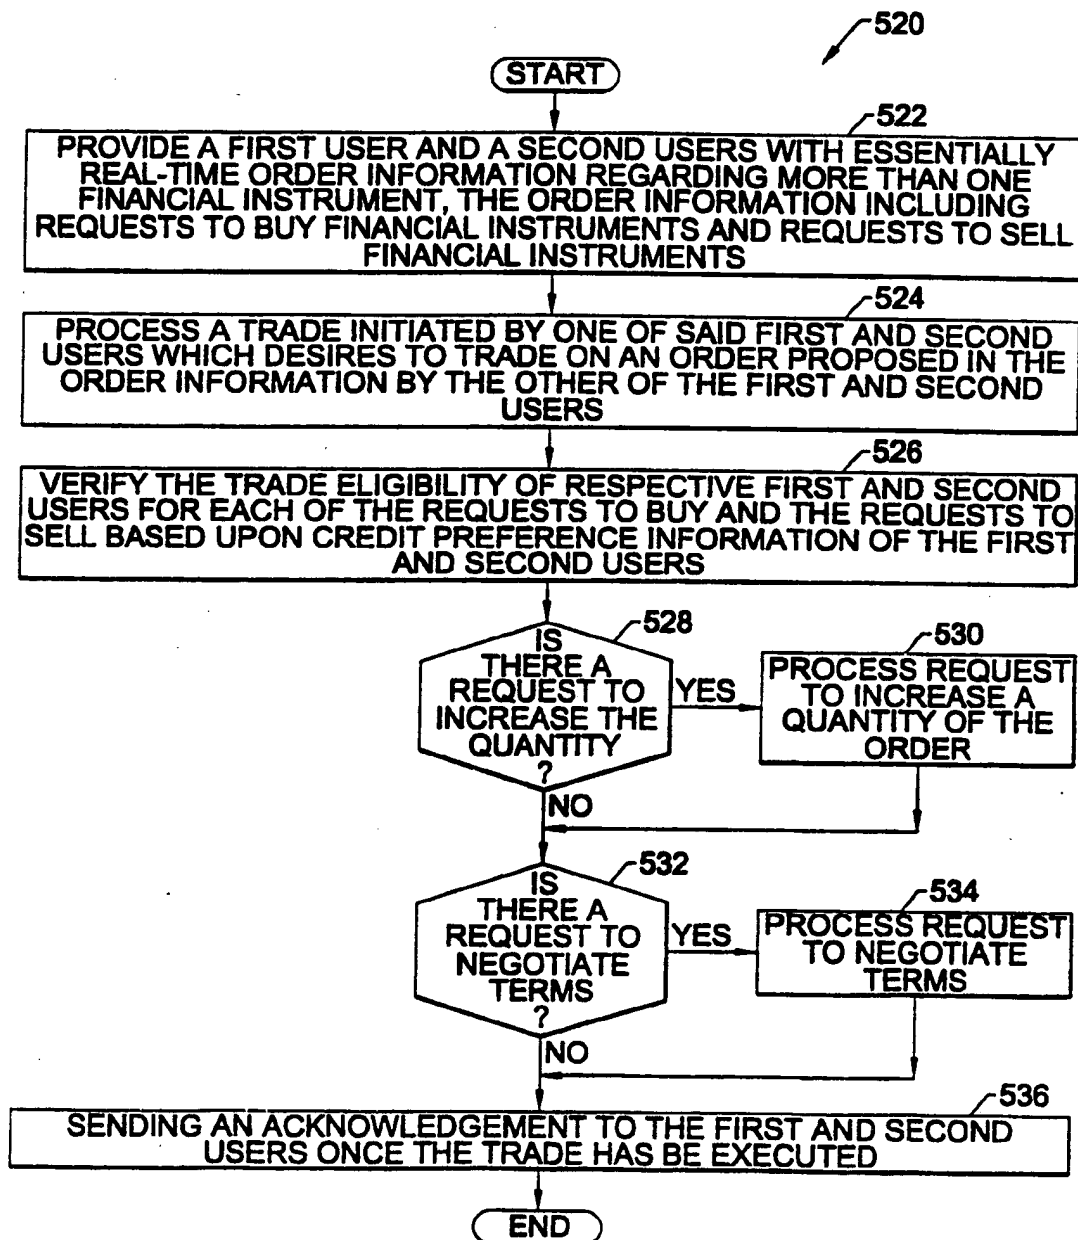 520
START
522
PROVIDE A FIRST USER AND A SECOND USERS WITH ESSENTIALLY
REAL-TIME ORDER INFORMATION REGARDING MORE THAN ONE
FINANCIAL INSTRUMENT, THE ORDER INFORMATION INCLUDING
REQUESTS TO BUY FINANCIAL INSTRUMENTS AND REQUESTS TO SELL
FINANCIAL INSTRUMENTS
524
PROCESS A TRADE INITIATED BY ONE OF SAID FIRST AND SECOND
USERS WHICH DESIRES TO TRADE ON AN ORDER PROPOSED IN THE
ORDER INFORMATION BY THE OTHER OF THE FIRST AND SECOND
USERS
526
VERIFY THE TRADE ELIGIBILITY OF RESPECTIVE FIRST AND SECOND
USERS FOR EACH OF THE REQUESTS TO BUY AND THE REQUESTS TO
SELL BASED UPON CREDIT PREFERENCE INFORMATION OF THE FIRST
AND SECOND USERS
528
IS
THERE A
REQUEST TO
INCREASE THE
QUANTITY
?
YES
530
PROCESS REQUEST
TO INCREASE A
QUANTITY OF THE
ORDER
NO
532
IS
THERE A
REQUEST TO
NEGOTIATE
TERMS
?
YES
534
PROCESS REQUEST
TO NEGOTIATE
TERMS
NO
536
SENDING AN ACKNOWLEDGEMENT TO THE FIRST AND SECOND
USERS ONCE THE TRADE HAS BE EXECUTED
END